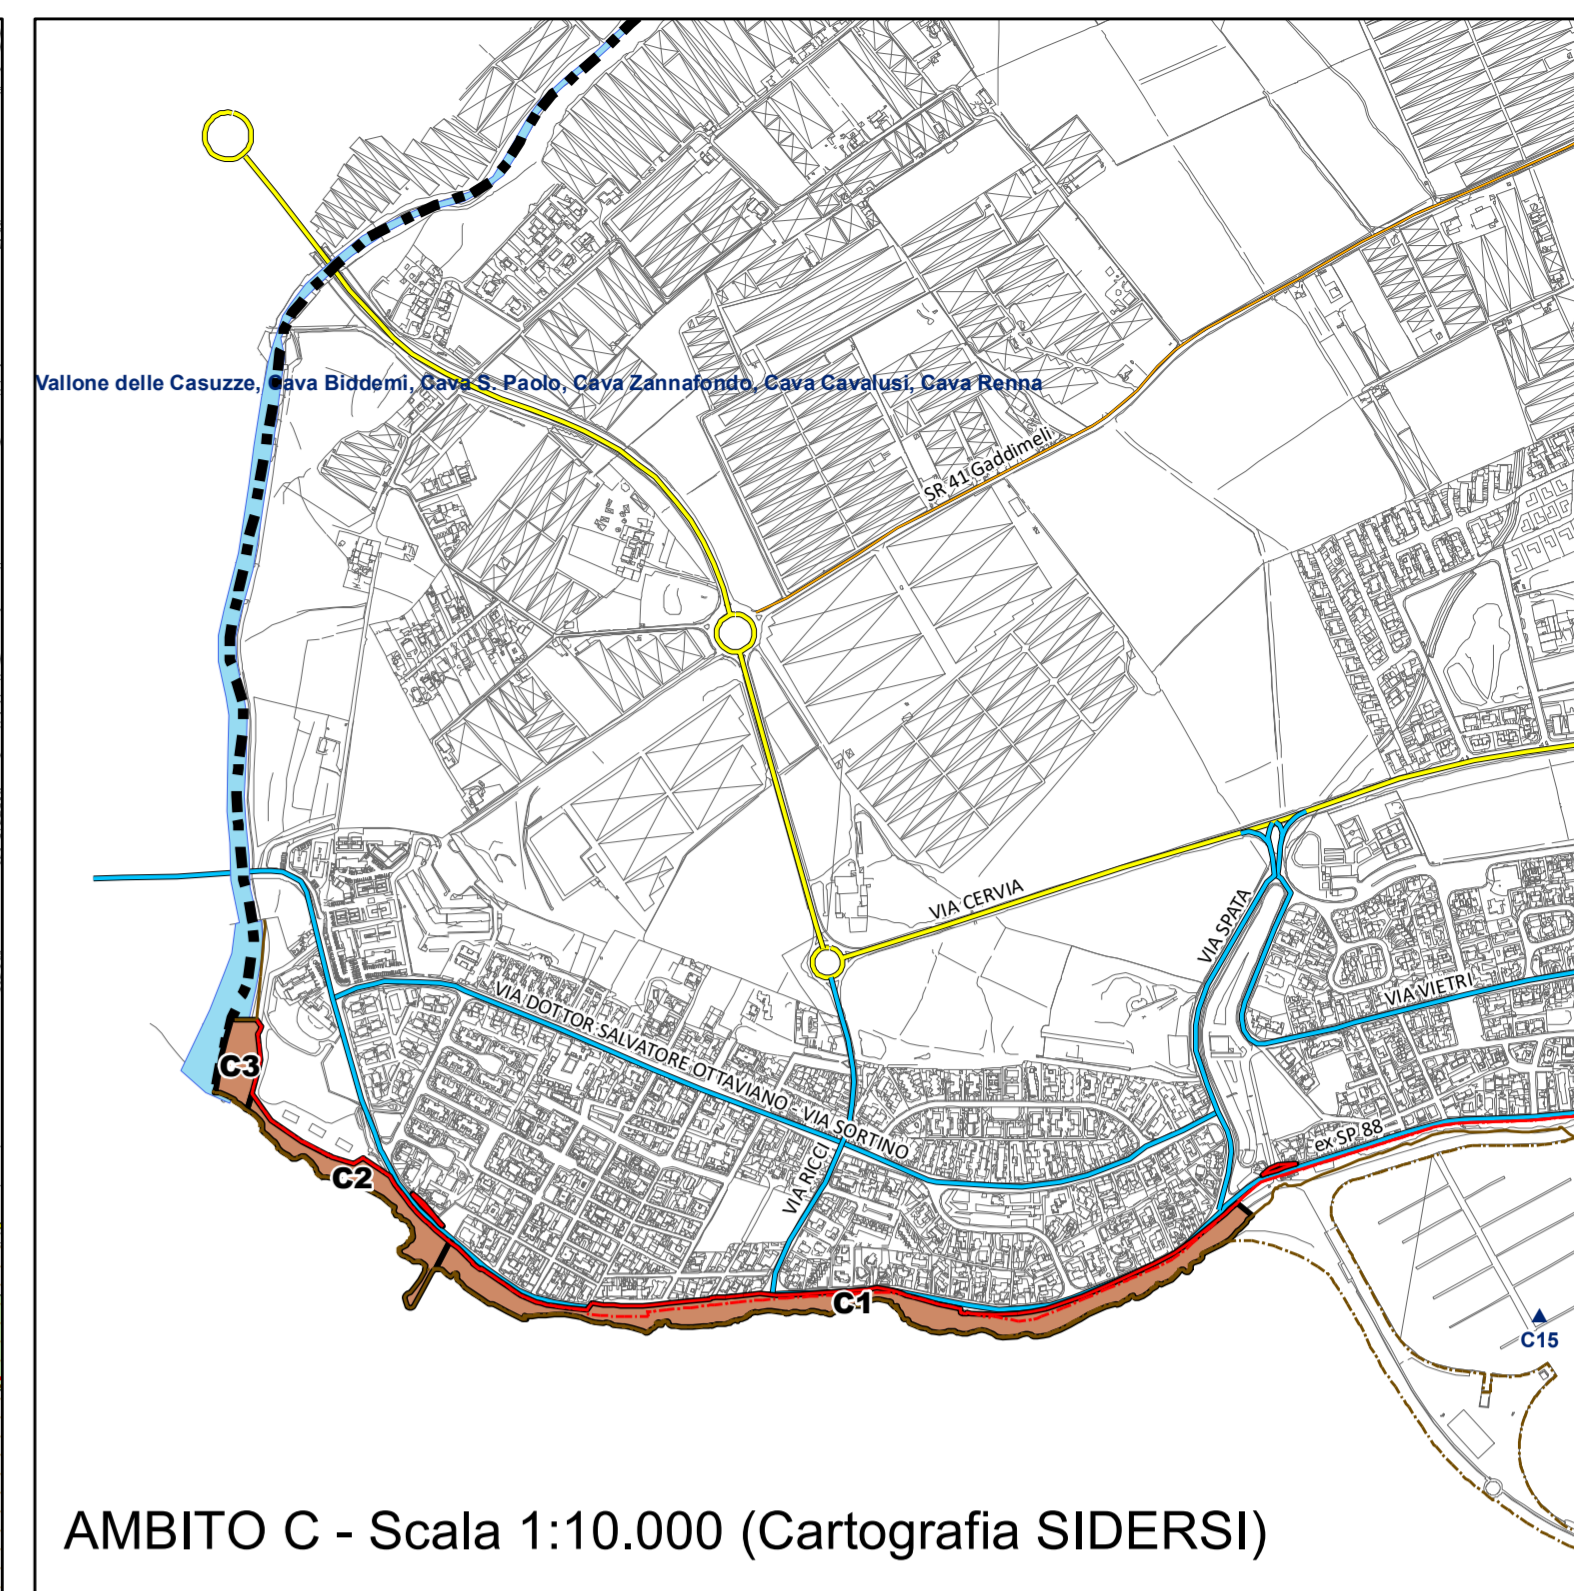 Vallone delle Casuzze, Cava Biddemi, Cava S. Paolo, Cava Zannafondo, Cava Cavalusi, Cava Renna
SR 41 Gaddimeli
VIA CERVIA
VIA SPATA
VIA VIETRI
VIA DOTTOR SALVATORE OTTAVIANO - VIA SORTINO
C3
ex SP 88
C2
VIA RICCI
C1
C15
AMBITO C - Scala 1:10.000 (Cartografia SIDERSI)